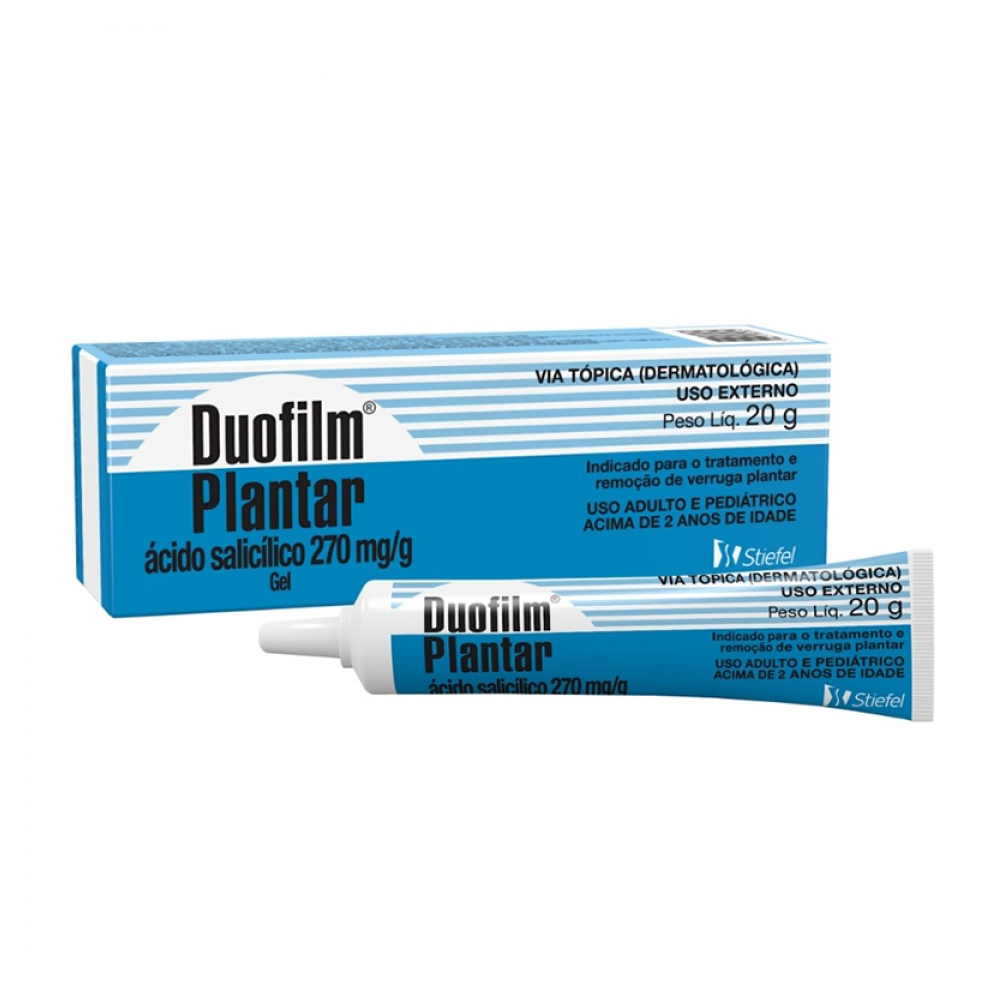 Duofilm®
Plantar
ácido salicílico 270 mg/g
Gel
VIA TÓPICA (DERMATOLÓGICA)
USO EXTERNO
Peso Líq. 20 g
Indicado para o tratamento e
remoção de verruga plantar
USO ADULTO E PEDIÁTRICO
ACIMA DE 2 ANOS DE IDADE
Stiefel
Duofilm®
Plantar
ácido salicílico 270 mg/g
VIA TÓPICA (DERMATOLÓGICA)
USO EXTERNO
Peso Líq. 20 g
Indicado para o tratamento e
remoção de verruga plantar
USO ADULTO E PEDIÁTRICO
ACIMA DE 2 ANOS DE IDADE
Stiefel